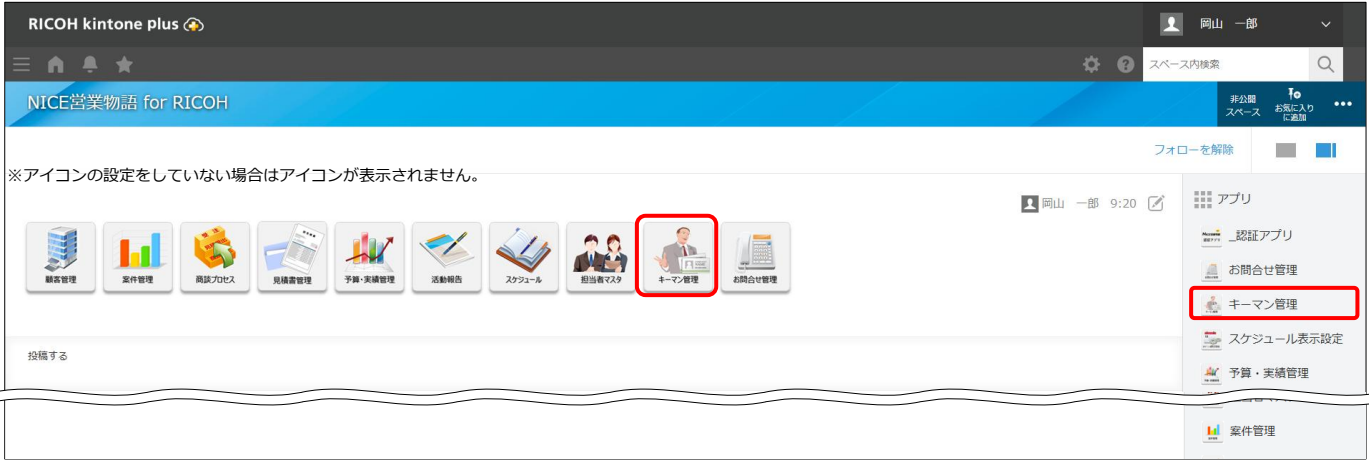 RICOH kintone plus
岡山 一郎
スペース内検索
NICE営業物語 for RICOH
非公開
スペース
お気に入り
に追加
フォローを解除
※アイコンの設定をしていない場合はアイコンが表示されません。
岡山 一郎 9:20
顧客管理
案件管理
商談プロセス
見積書管理
予算・実績管理
活動報告
スケジュール
担当者マスタ
キーマン管理
お問合せ管理
投稿する
アプリ
_認証アプリ
お問合せ管理
キーマン管理
スケジュール表示設定
予算・実績管理
案件管理